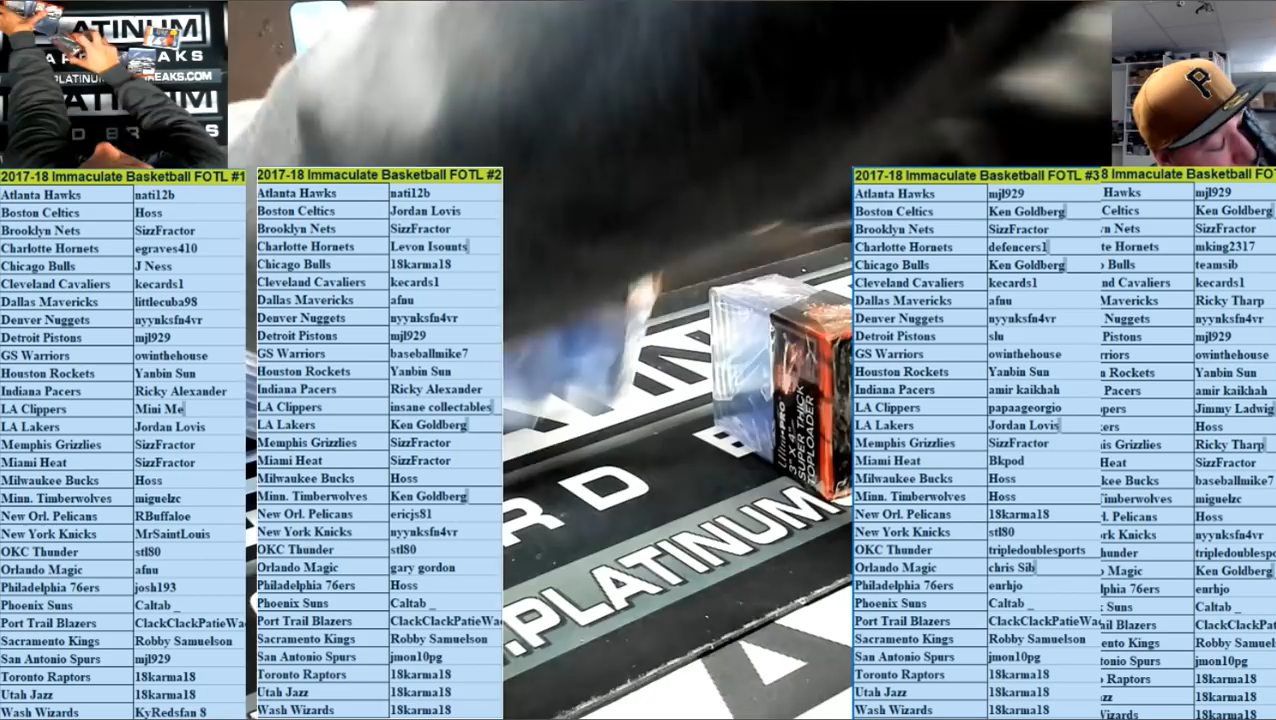 ATINUM
AKS
PLATINUM
REAKS.COM
P
2017-18 Immaculate Basketball FOTL #1
Atlanta Hawks nati12b
Boston Celtics Hoss
Brooklyn Nets SizzFractor
Charlotte Hornets egraves410
Chicago Bulls J Ness
Cleveland Cavaliers kecards1
Dallas Mavericks littlecuba98
Denver Nuggets nyynksfn4vr
Detroit Pistons mjl929
GS Warriors owinthehouse
Houston Rockets Yanbin Sun
Indiana Pacers Ricky Alexander
LA Clippers Mini Me
LA Lakers Jordan Lovis
Memphis Grizzlies SizzFractor
Miami Heat SizzFractor
Milwaukee Bucks Hoss
Minn. Timberwolves miguelzc
New Orl. Pelicans RBuffaloe
New York Knicks MrSaintLouis
OKC Thunder stl80
Orlando Magic afnu
Philadelphia 76ers josh193
Phoenix Suns Caltab _
Port Trail Blazers ClackClackPatieWa
Sacramento Kings Robby Samuelson
San Antonio Spurs mjl929
Toronto Raptors 18karma18
Utah Jazz 18karma18
Wash Wizards KyRedsfan 8
2017-18 Immaculate Basketball FOTL #2
Atlanta Hawks nati12b
Boston Celtics Jordan Lovis
Brooklyn Nets SizzFractor
Charlotte Hornets Levon Isounts
Chicago Bulls 18karma18
Cleveland Cavaliers kecards1
Dallas Mavericks afnu
Denver Nuggets nyynksfn4vr
Detroit Pistons mjl929
GS Warriors baseballmike7
Houston Rockets Yanbin Sun
Indiana Pacers Ricky Alexander
LA Clippers insane collectables
LA Lakers Ken Goldberg
Memphis Grizzlies SizzFractor
Miami Heat SizzFractor
Milwaukee Bucks Hoss
Minn. Timberwolves Ken Goldberg
New Orl. Pelicans ericjs81
New York Knicks nyynksfn4vr
OKC Thunder stl80
Orlando Magic gary gordon
Philadelphia 76ers Hoss
Phoenix Suns Caltab _
Port Trail Blazers ClackClackPatieWa
Sacramento Kings Robby Samuelson
San Antonio Spurs jmon10pg
Toronto Raptors 18karma18
Utah Jazz 18karma18
Wash Wizards 18karma18
Ultra PRO
3" X 4"
SUPER THICK
TOPLOADER
RD
PLATINUM
2017-18 Immaculate Basketball FOTL #3
Atlanta Hawks mjl929
Boston Celtics Ken Goldberg
Brooklyn Nets SizzFractor
Charlotte Hornets defencers1
Chicago Bulls Ken Goldberg
Cleveland Cavaliers kecards1
Dallas Mavericks afnu
Denver Nuggets nyynksfn4vr
Detroit Pistons slu
GS Warriors owinthehouse
Houston Rockets Yanbin Sun
Indiana Pacers amir kaikhah
LA Clippers papaageorgio
LA Lakers Jordan Lovis
Memphis Grizzlies SizzFractor
Miami Heat Bkpod
Milwaukee Bucks Hoss
Minn. Timberwolves Hoss
New Orl. Pelicans 18karma18
New York Knicks stl80
OKC Thunder tripledoublesports
Orlando Magic chris Sib
Philadelphia 76ers enrhjo
Phoenix Suns Caltab _
Port Trail Blazers ClackClackPatieWa
Sacramento Kings Robby Samuelson
San Antonio Spurs jmon10pg
Toronto Raptors 18karma18
Utah Jazz 18karma18
Wash Wizards 18karma18
8 Immaculate Basketball FOT
Hawks mjl929
Celtics Ken Goldberg
n Nets SizzFractor
te Hornets mking2317
o Bulls teamsib
nd Cavaliers kecards1
Mavericks Ricky Tharp
Nuggets nyynksfn4vr
Pistons mjl929
rriors owinthehouse
n Rockets Yanbin Sun
Pacers amir kaikhah
pers Jimmy Ladwig
ers Hoss
is Grizzlies Ricky Tharp
Heat SizzFractor
kee Bucks baseballmike7
Timberwolves miguelzc
l. Pelicans Hoss
rk Knicks nyynksfn4vr
hunder tripledoublespo
o Magic Ken Goldberg
phia 76ers enrhjo
x Suns Caltab _
ail Blazers ClackClackPat
ento Kings Robby Samuelso
tonio Spurs jmon10pg
o Raptors 18karma18
zz 18karma18
Wizards 18karma18